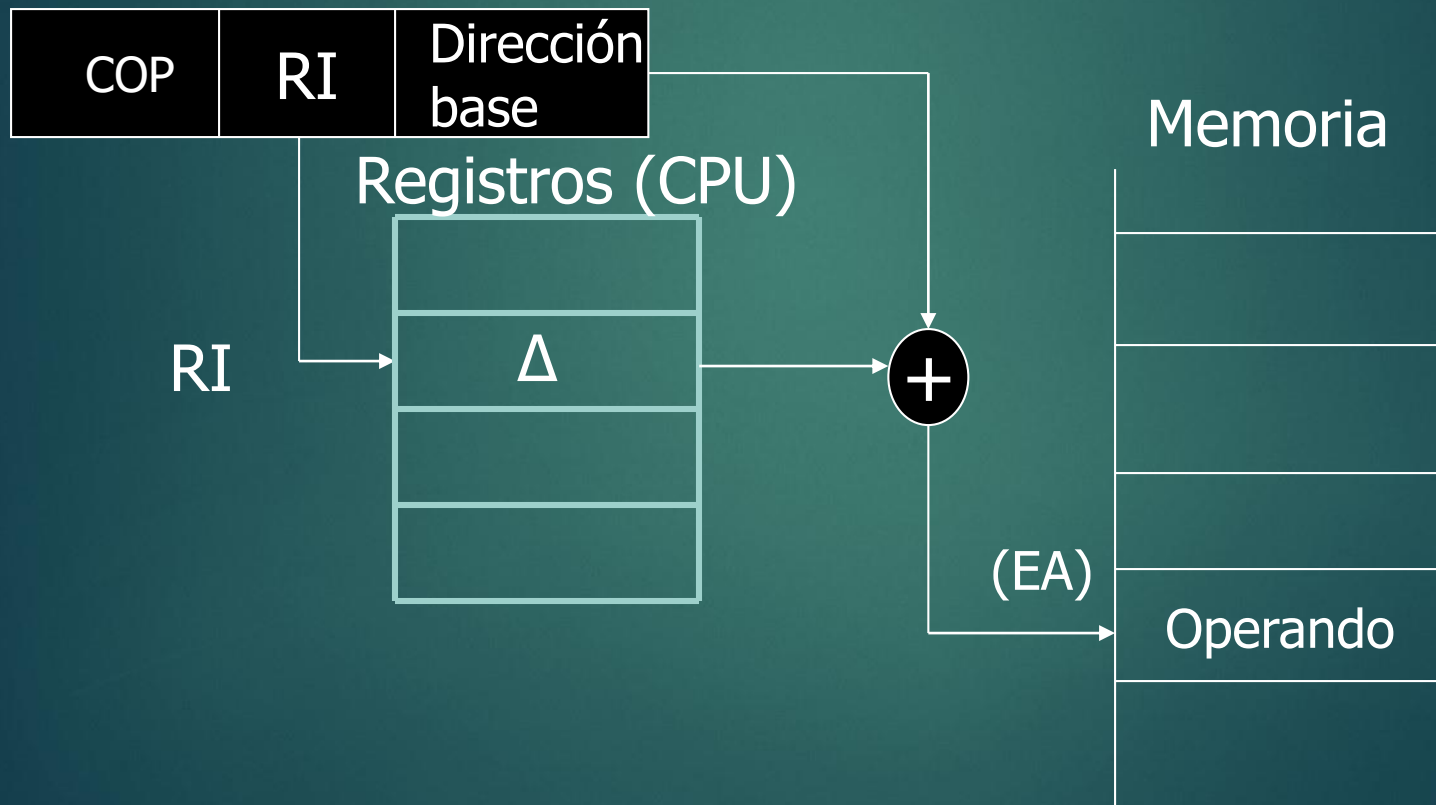 COP
RI
Dirección
base
Memoria
Registros (CPU)
RI
Δ
+
(EA)
Operando